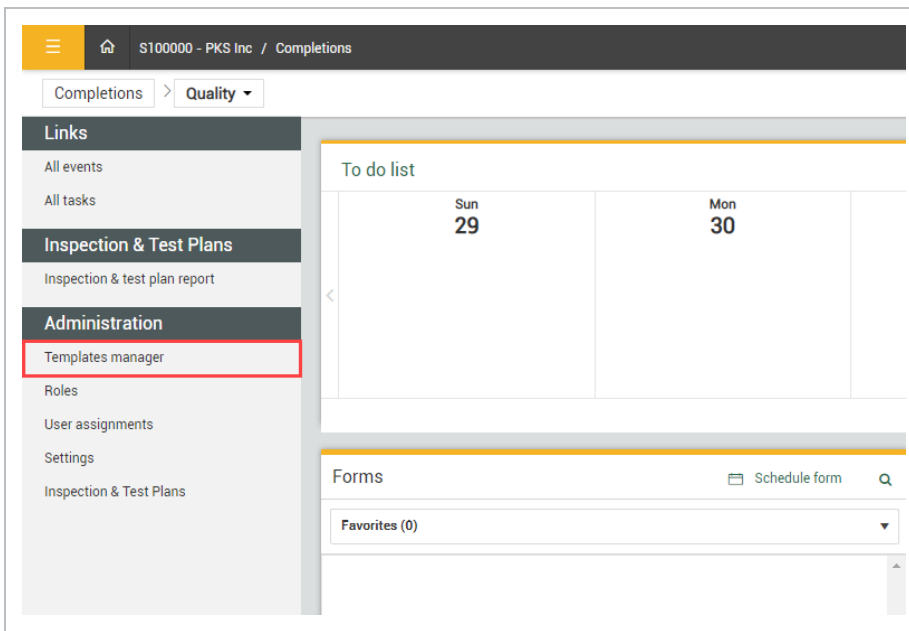 S100000 - PKS Inc / Completions
Completions > Quality
Links
All events
All tasks
Inspection & Test Plans
Inspection & test plan report
Administration
Templates manager
Roles
User assignments
Settings
Inspection & Test Plans
To do list
Sun
29
Mon
30
Forms
Schedule form
Favorites (0)